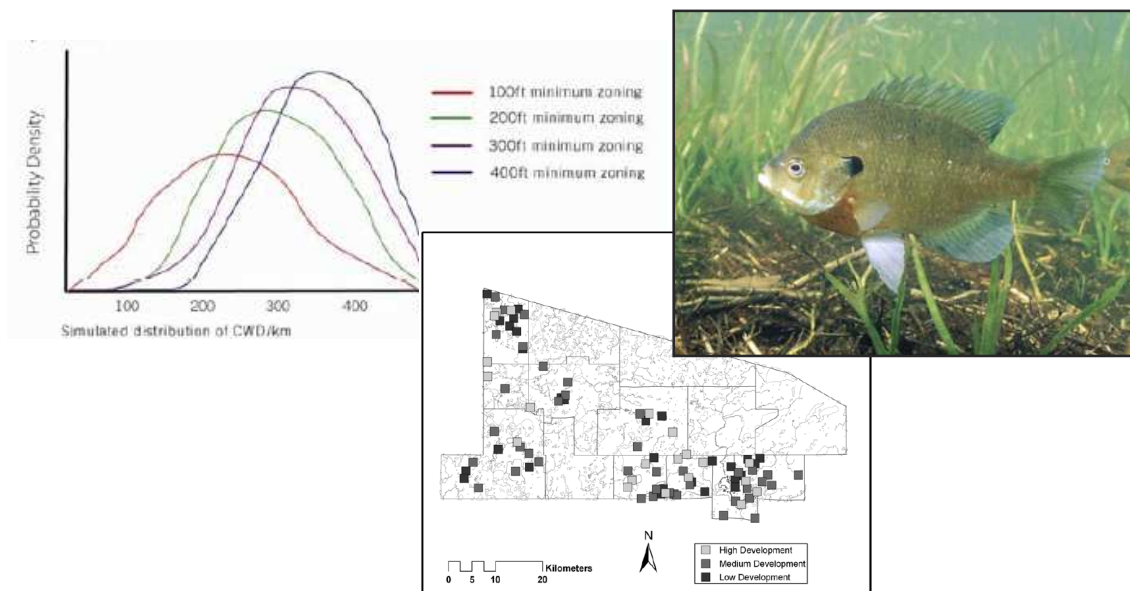 Probability Density
100ft minimum zoning
200ft minimum zoning
300ft minimum zoning
400ft minimum zoning
100 200 300 400
Simulated distribution of CWD/km
N
High Development
Medium Development
Low Development
Kilometers
0 5 10 20